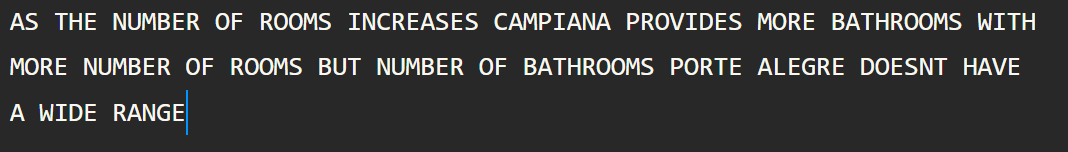 AS THE NUMBER OF ROOMS INCREASES CAMPIANA PROVIDES MORE BATHROOMS WITH
MORE NUMBER OF ROOMS BUT NUMBER OF BATHROOMS PORTE ALEGRE DOESNT HAVE
A WIDE RANGE